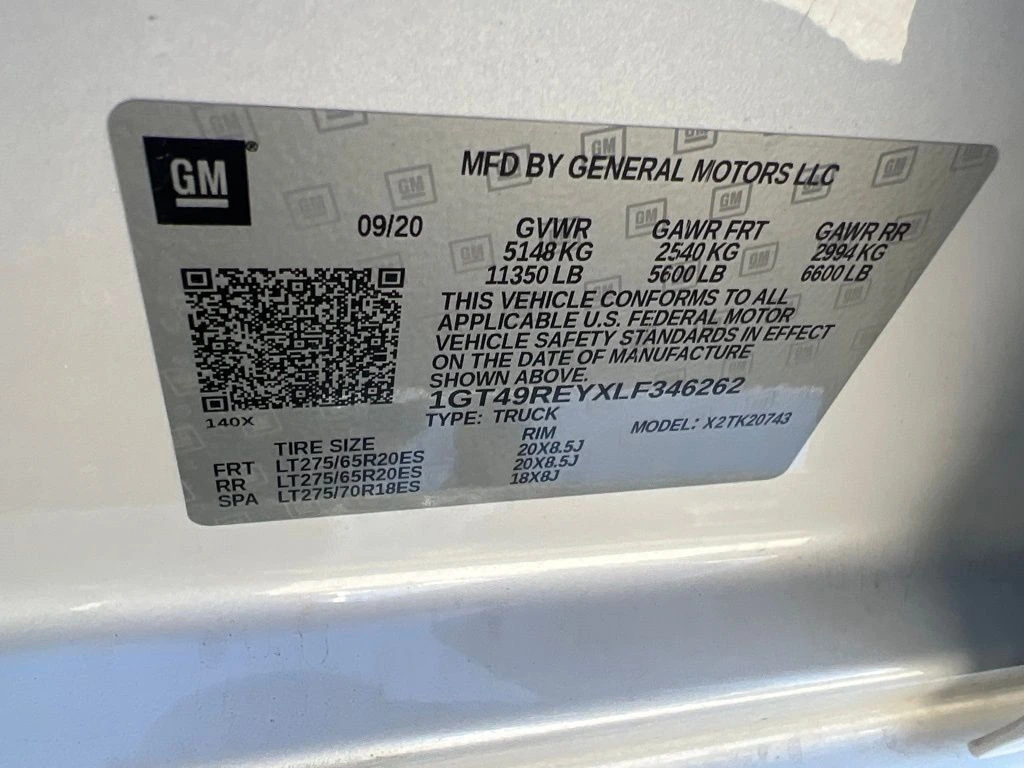 GM®
MFD BY GENERAL MOTORS LLC
09/20
GVWR GAWR FRT GAWR RR
5148 KG 2540 KG 2994 KG
11350 LB 5600 LB 6600 LB
THIS VEHICLE CONFORMS TO ALL
APPLICABLE U.S. FEDERAL MOTOR
VEHICLE SAFETY STANDARDS IN EFFECT
ON THE DATE OF MANUFACTURE
SHOWN ABOVE.
1GT49REYXLF346262
TYPE: TRUCK MODEL: X2TK20743
140X
TIRE SIZE RIM
FRT LT275/65R20ES 20X8.5J
RR LT275/65R20ES 20X8.5J
SPA LT275/70R18ES 18X8J